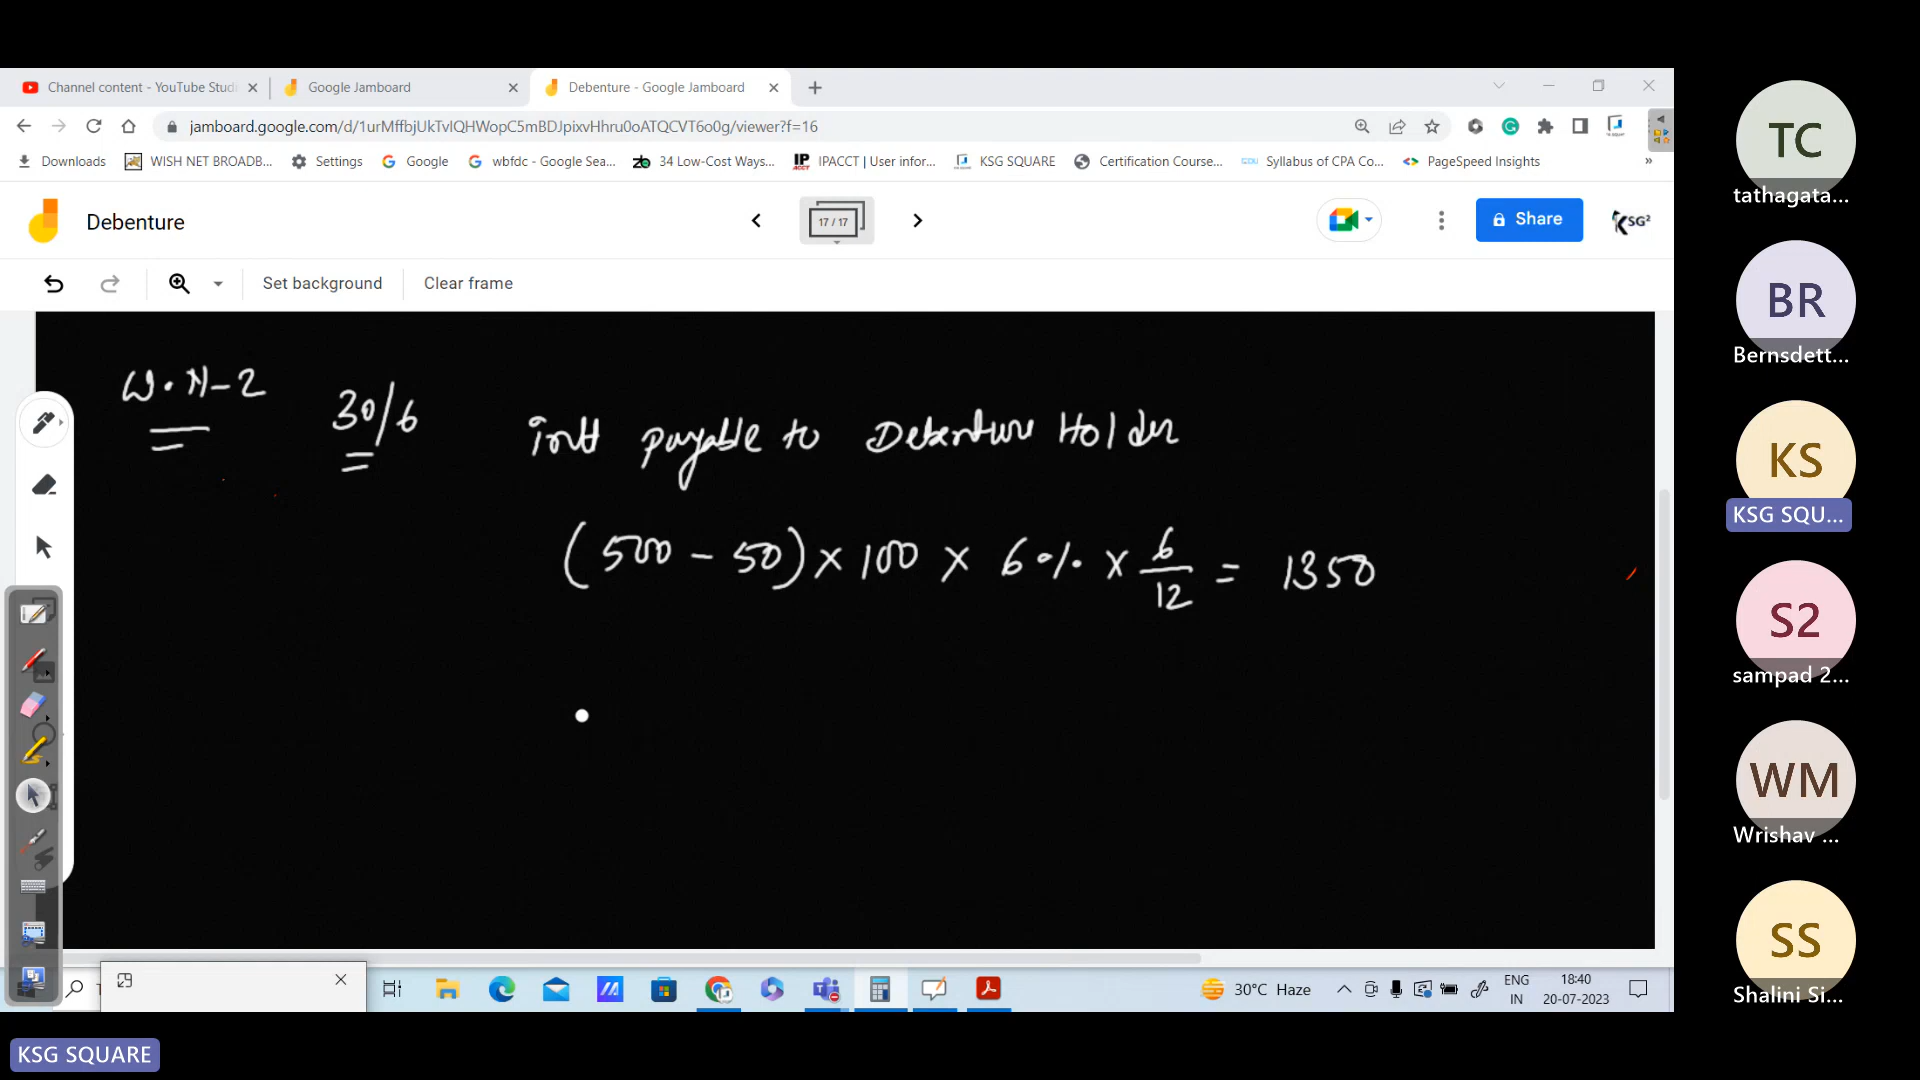 Channel content - YouTube Studi
Google Jamboard
Debenture - Google Jamboard
jamboard.google.com/d/1urMffbjUkTvIQHWopC5mBDJpixvHhru0oATQCVT6o0g/viewer?f=16
Downloads
WISH NET BROADB...
Settings
Google
wbfdc - Google Sea...
34 Low-Cost Ways...
IPACCT | User infor...
KSG SQUARE
Certification Course...
Syllabus of CPA Co...
PageSpeed Insights
»
Debenture
17 / 17
Share
KSG²
Set background
Clear frame
W.N-2
30/6
intt payable to Debenture Holder
(500 - 50) × 100 × 6% × 6/12 = 1350
30°C Haze
ENG
IN
18:40
20-07-2023
TC
tathagata...
BR
Bernsdett...
KS
KSG SQU...
S2
sampad 2...
WM
Wrishav ...
SS
Shalini Si...
KSG SQUARE